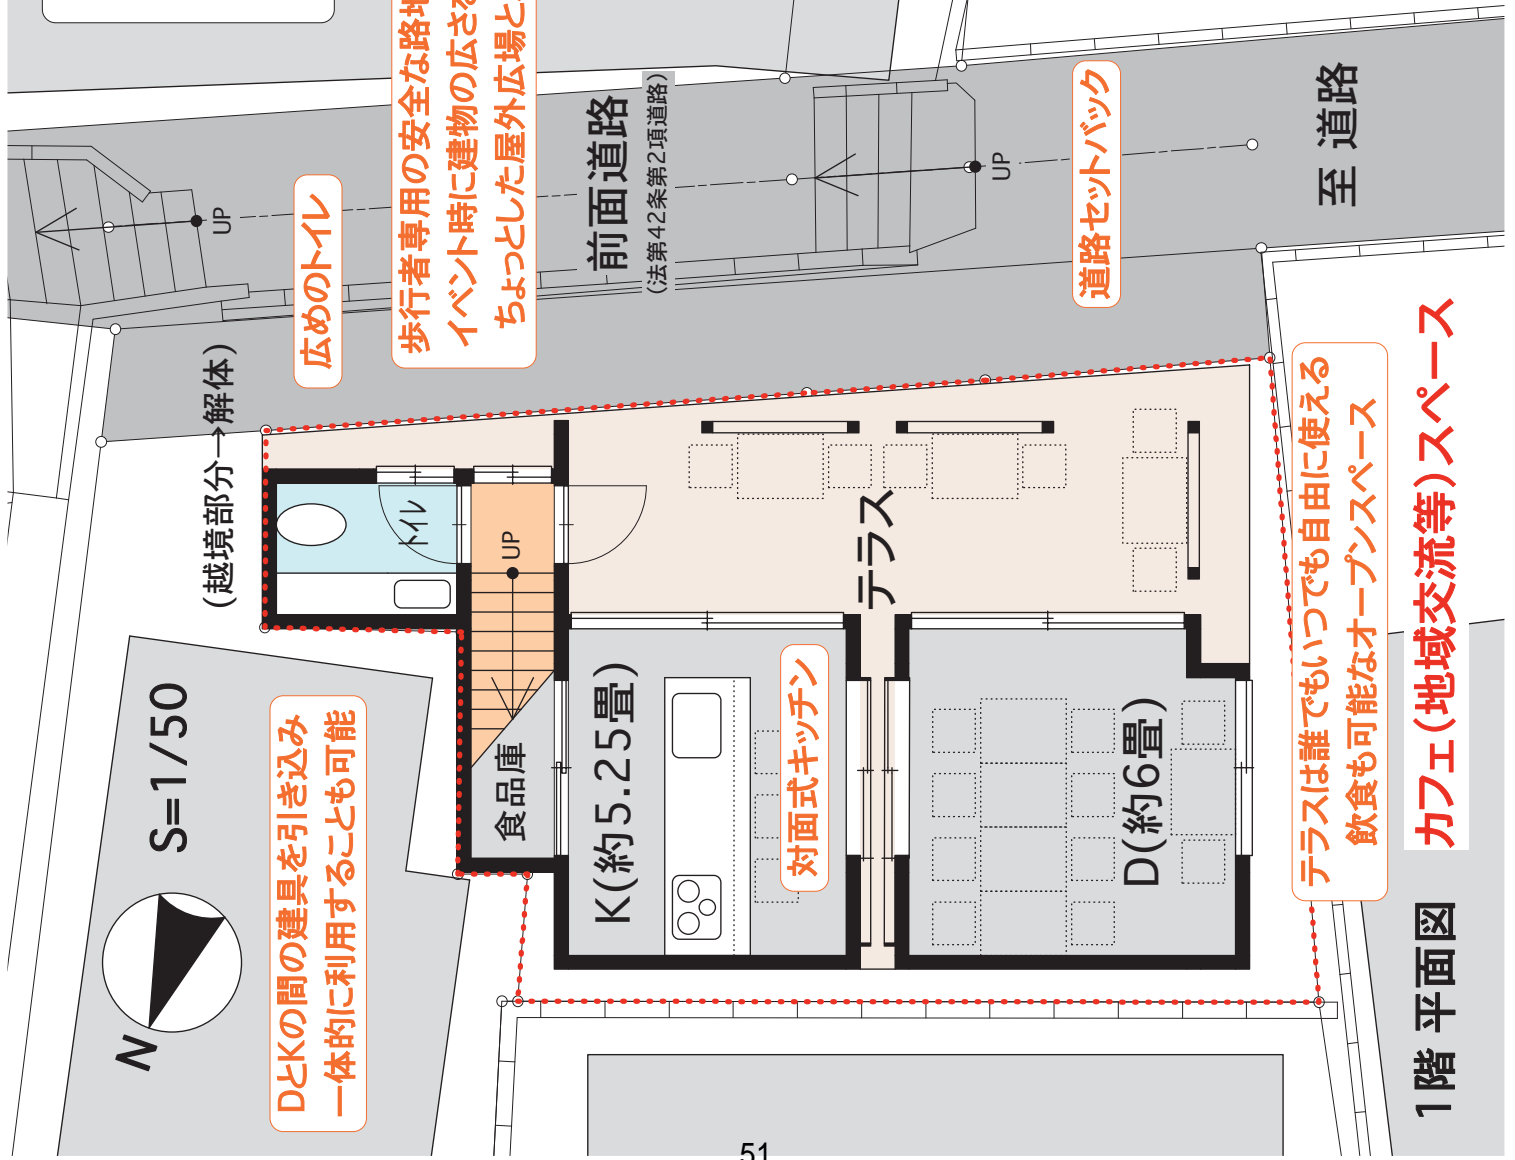 N
S=1/50
(越境部分→解体)
UP
DとKの間の建具を引き込み
一体的に利用することも可能
広めのトイレ
歩行者専用の安全な路地
イベント時に建物の広さ
ちょっとした屋外広場と
トイレ
食品庫
UP
K(約5.25畳)
前面道路
(法第42条第2項道路)
対面式キッチン
テラス
UP
道路セットバック
D(約6畳)
テラスは誰でもいつでも自由に使える
飲食も可能なオープンスペース
至 道路
1階 平面図 カフェ(地域交流等)スペース
51